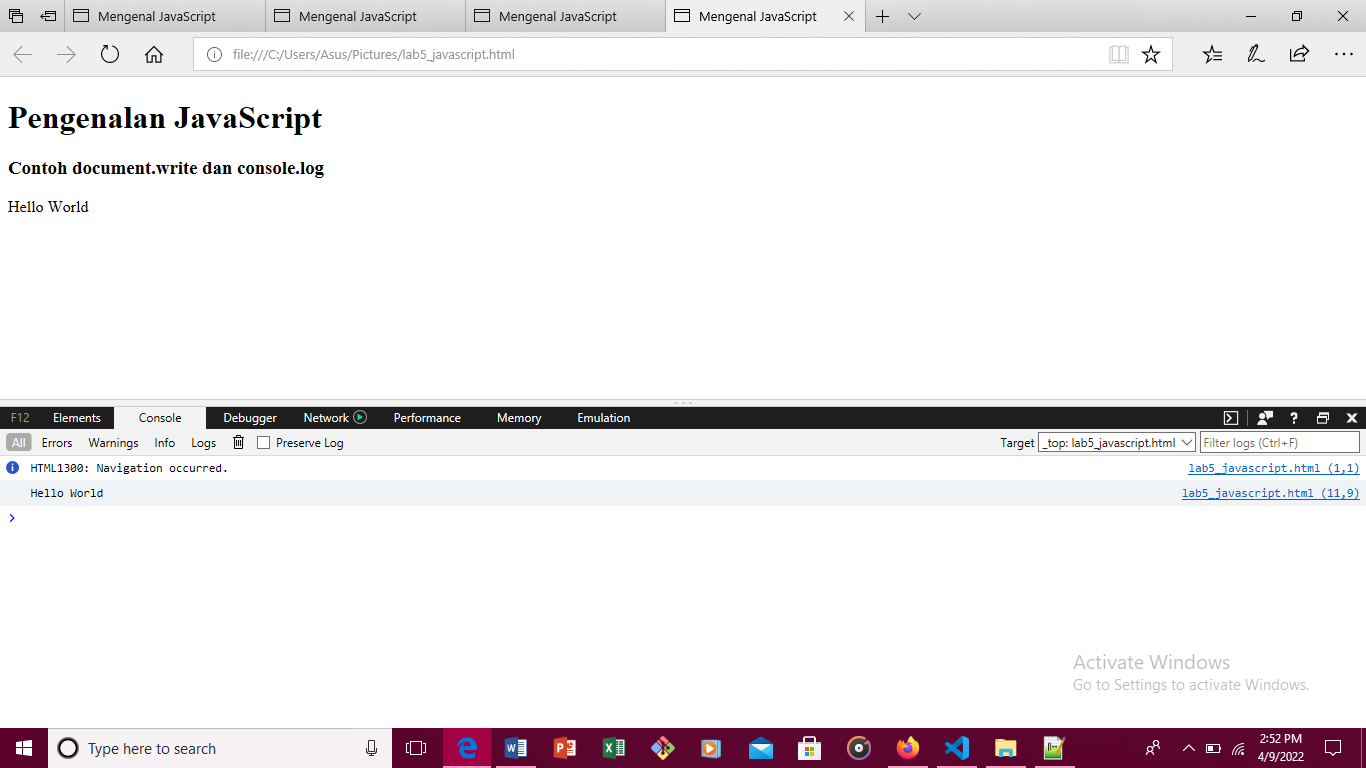 Mengenal JavaScript
Mengenal JavaScript
Mengenal JavaScript
Mengenal JavaScript
file:///C:/Users/Asus/Pictures/lab5_javascript.html
Pengenalan JavaScript
Contoh document.write dan console.log
Hello World
F12 Elements Console Debugger Network Performance Memory Emulation ?
All Errors Warnings Info Logs Preserve Log Target _top: lab5_javascript.html Filter logs (Ctrl+F)
HTML1300: Navigation occurred. lab5_javascript.html (1,1)
Hello World lab5_javascript.html (11,9)
>
Activate Windows
Go to Settings to activate Windows.
Type here to search
2:52 PM
4/9/2022